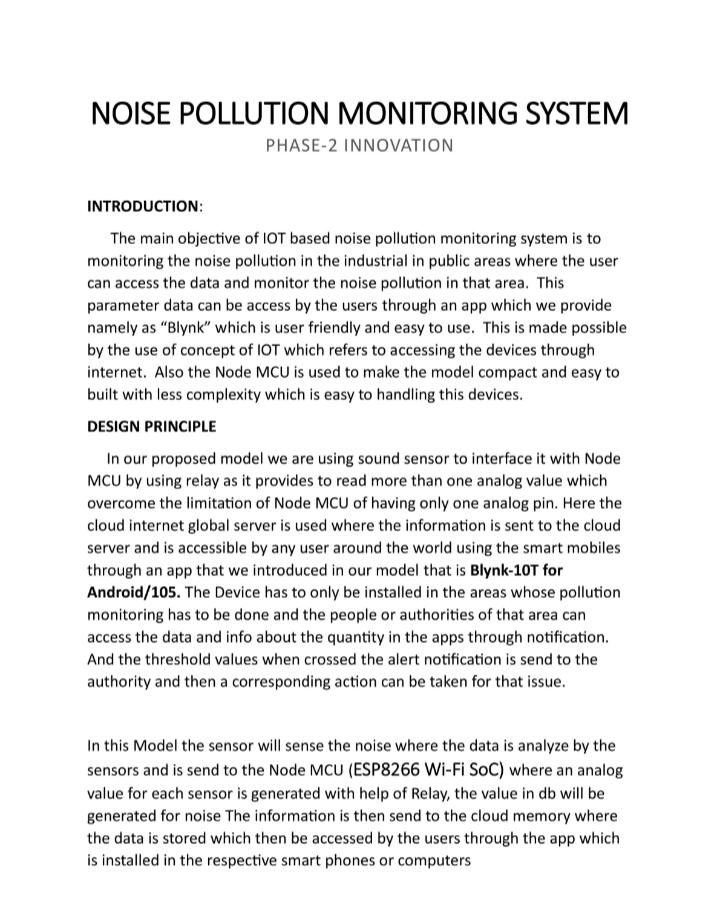 NOISE POLLUTION MONITORING SYSTEM
PHASE-2 INNOVATION
INTRODUCTION:
The main objective of IOT based noise pollution monitoring system is to
monitoring the noise pollution in the industrial in public areas where the user
can access the data and monitor the noise pollution in that area.  This
parameter data can be access by the users through an app which we provide
namely as “Blynk” which is user friendly and easy to use.  This is made possible
by the use of concept of IOT which refers to accessing the devices through
internet.  Also the Node MCU is used to make the model compact and easy to
built with less complexity which is easy to handling this devices.
DESIGN PRINCIPLE
In our proposed model we are using sound sensor to interface it with Node
MCU by using relay as it provides to read more than one analog value which
overcome the limitation of Node MCU of having only one analog pin. Here the
cloud internet global server is used where the information is sent to the cloud
server and is accessible by any user around the world using the smart mobiles
through an app that we introduced in our model that is Blynk-10T for
Android/105. The Device has to only be installed in the areas whose pollution
monitoring has to be done and the people or authorities of that area can
access the data and info about the quantity in the apps through notification.
And the threshold values when crossed the alert notification is send to the
authority and then a corresponding action can be taken for that issue.
In this Model the sensor will sense the noise where the data is analyze by the
sensors and is send to the Node MCU (ESP8266 Wi-Fi SoC) where an analog
value for each sensor is generated with help of Relay, the value in db will be
generated for noise The information is then send to the cloud memory where
the data is stored which then be accessed by the users through the app which
is installed in the respective smart phones or computers